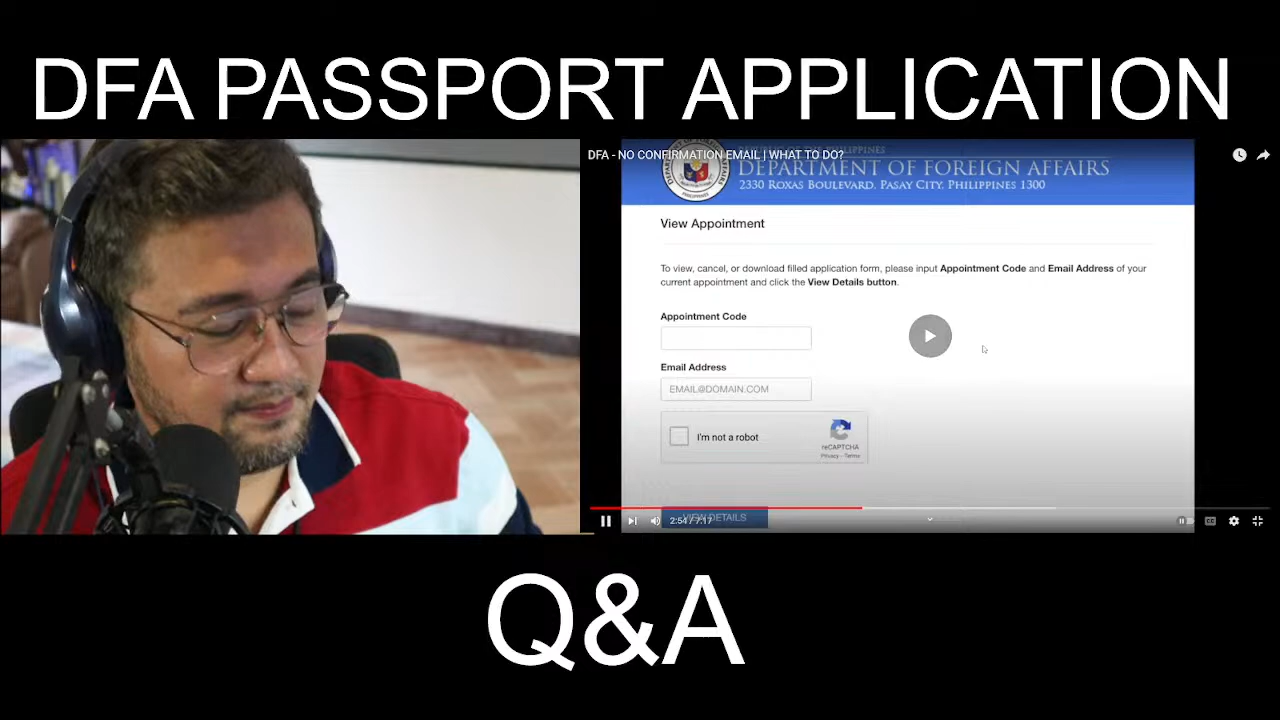 DFA PASSPORT APPLICATION
DFA - NO CONFIRMATION EMAIL | WHAT TO DO?
DEPARTMENT OF FOREIGN AFFAIRS
2330 ROXAS BOULEVARD, PASAY CITY, PHILIPPINES 1300
View Appointment
To view, cancel, or download filled application form, please input Appointment Code and Email Address of your
current appointment and click the View Details button.
Appointment Code
Email Address
EMAIL@DOMAIN.COM
I'm not a robot
reCAPTCHA
Privacy - Terms
VIEW DETAILS
2:54 / 7:17
Q&A